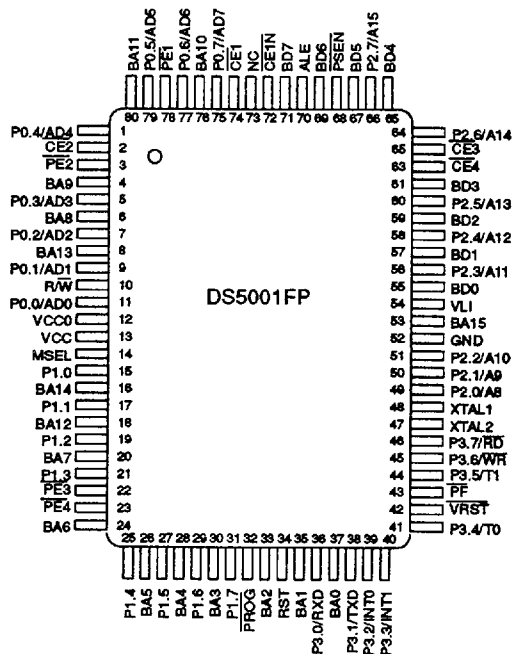 BA11
P0.5/AD5
PE1
P0.6/AD6
BA10
P0.7/AD7
CE1
NC
CE1N
BD7
ALE
BD6
PSEN
BD5
P2.7/A15
BD4
80 79 78 77 76 75 74 73 72 71 70 69 68 67 66 65
P0.4/AD4 1
CE2 2
PE2 3
BA9 4
P0.3/AD3 5
BA8 6
P0.2/AD2 7
BA13 8
P0.1/AD1 9
R/W 10
P0.0/AD0 11
VCC0 12
VCC 13
MSEL 14
P1.0 15
BA14 16
P1.1 17
BA12 18
P1.2 19
BA7 20
P1.3 21
PE3 22
PE4 23
BA6 24
DS5001FP
64 P2.6/A14
65 CE3
63 CE4
61 BD3
60 P2.5/A13
59 BD2
58 P2.4/A12
57 BD1
56 P2.3/A11
55 BD0
54 VLI
53 BA15
52 GND
51 P2.2/A10
50 P2.1/A9
49 P2.0/A8
48 XTAL1
47 XTAL2
46 P3.7/RD
45 P3.6/WR
44 P3.5/T1
43 PF
42 VRST
41 P3.4/T0
25 26 27 28 29 30 31 32 33 34 35 36 37 38 39 40
P1.4
BA5
P1.5
BA4
P1.6
BA3
P1.7
PROG
BA2
RST
BA1
P3.0/RXD
BA0
P3.1/TXD
P3.2/INT0
P3.3/INT1